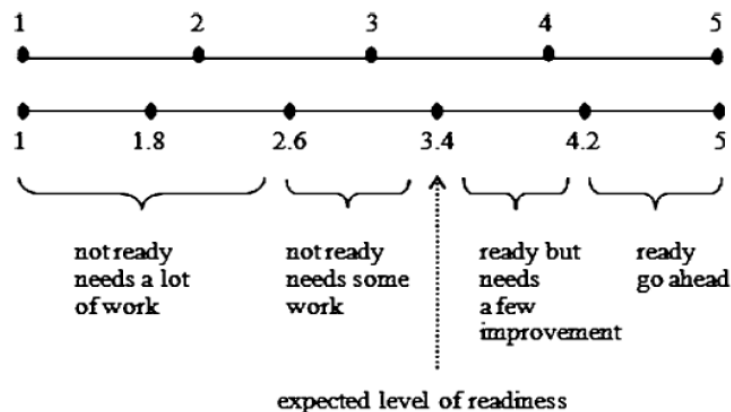 1 2 3 4 5
1 1.8 2.6 3.4 4.2 5
not ready
needs a lot
of work
not ready
needs some
work
ready but
needs
a few
improvement
ready
go ahead
expected level of readiness